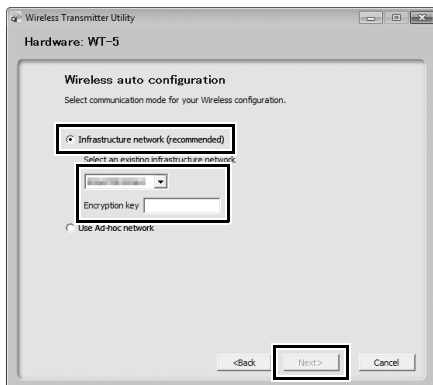 Wireless Transmitter Utility
Hardware: WT-5
Wireless auto configuration
Select communication mode for your Wireless configuration.
Infrastructure network (recommended)
Select an existing infrastructure network
Encryption key
Use Ad-hoc network
<Back Next> Cancel